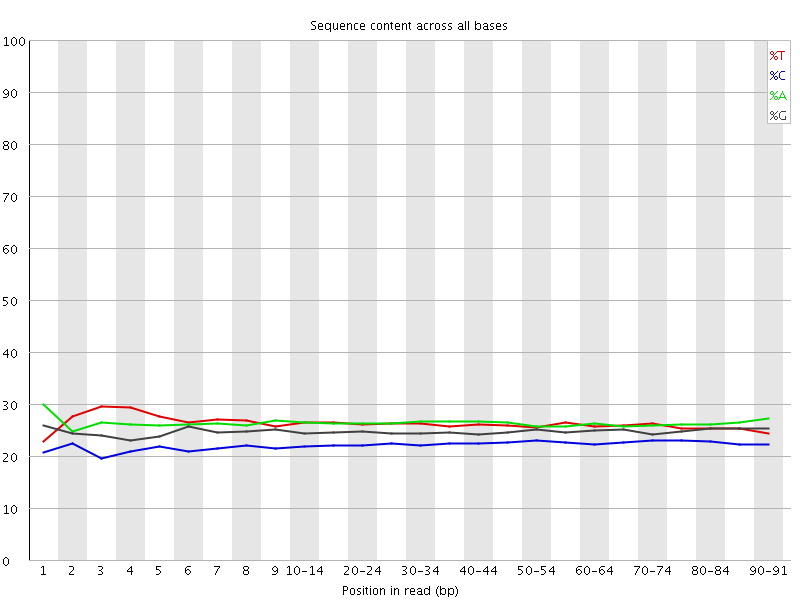 Sequence content across all bases
100
90
80
70
60
50
40
30
20
10
0
%T
%C
%A
%G
1 2 3 4 5 6 7 8 9 10-14 20-24 30-34 40-44 50-54 60-64 70-74 80-84 90-91
Position in read (bp)